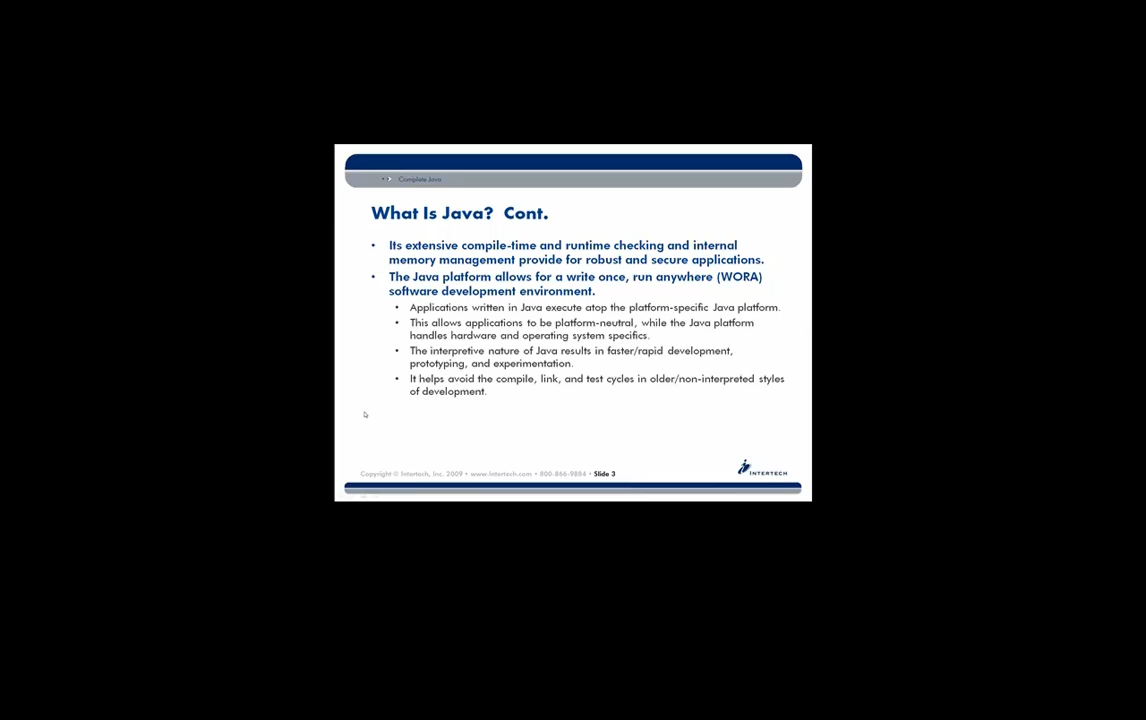 Complete Java
What Is Java? Cont.
• Its extensive compile-time and runtime checking and internal
memory management provide for robust and secure applications.
• The Java platform allows for a write once, run anywhere (WORA)
software development environment.
• Applications written in Java execute atop the platform-specific Java platform.
• This allows applications to be platform-neutral, while the Java platform
handles hardware and operating system specifics.
• The interpretive nature of Java results in faster/rapid development,
prototyping, and experimentation.
• It helps avoid the compile, link, and test cycles in older/non-interpreted styles
of development.
Copyright © Intertech, Inc. 2009 • www.Intertech.com • 800-866-9884 • Slide 3
INTERTECH